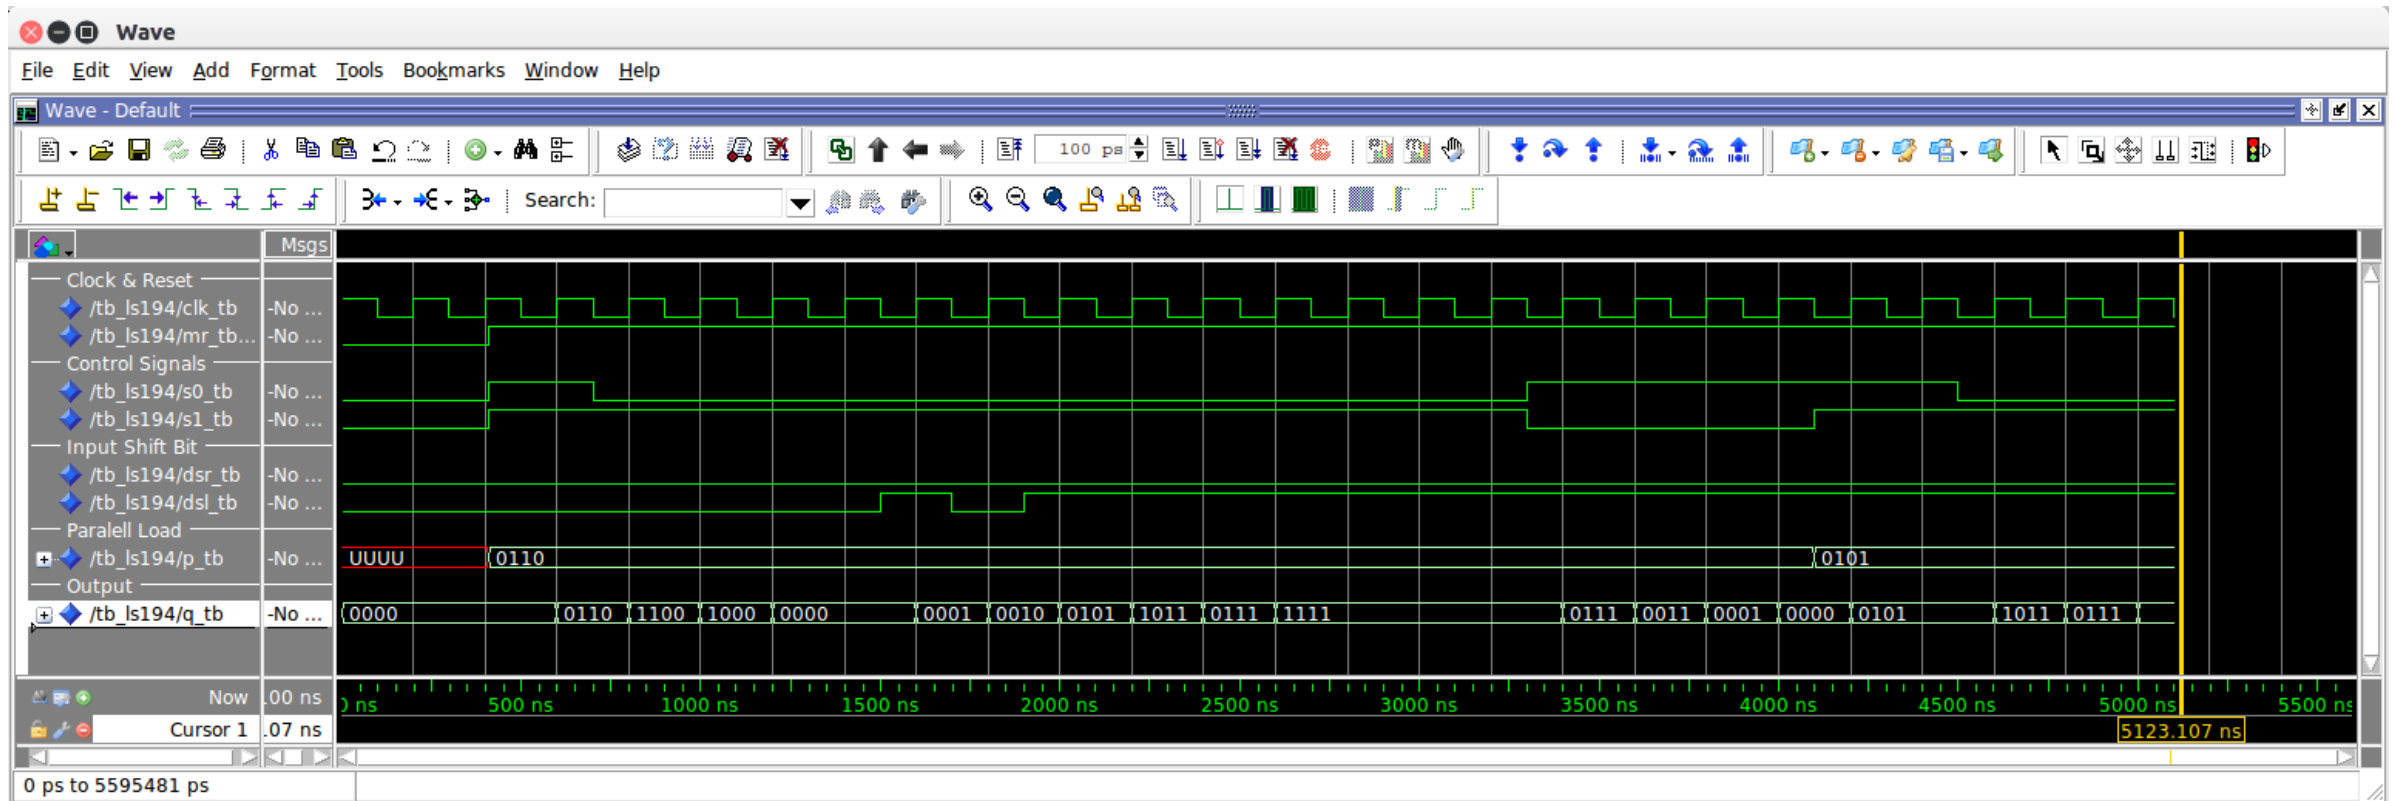 Wave
File Edit View Add Format Tools Bookmarks Window Help
Wave - Default
100 ps
Search:
Msgs
Clock & Reset
/tb_ls194/clk_tb -No ...
/tb_ls194/mr_tb... -No ...
Control Signals
/tb_ls194/s0_tb -No ...
/tb_ls194/s1_tb -No ...
Input Shift Bit
/tb_ls194/dsr_tb -No ...
/tb_ls194/dsl_tb -No ...
Paralell Load
/tb_ls194/p_tb -No ... UUUU 0110 0101
Output
/tb_ls194/q_tb -No ... 0000 0110 1100 1000 0000 0001 0010 0101 1011 0111 1111 0111 0011 0001 0000 0101 1011 0111
Now .00 ns 0 ns 500 ns 1000 ns 1500 ns 2000 ns 2500 ns 3000 ns 3500 ns 4000 ns 4500 ns 5000 ns 5500 ns
Cursor 1 .07 ns 5123.107 ns
0 ps to 5595481 ps